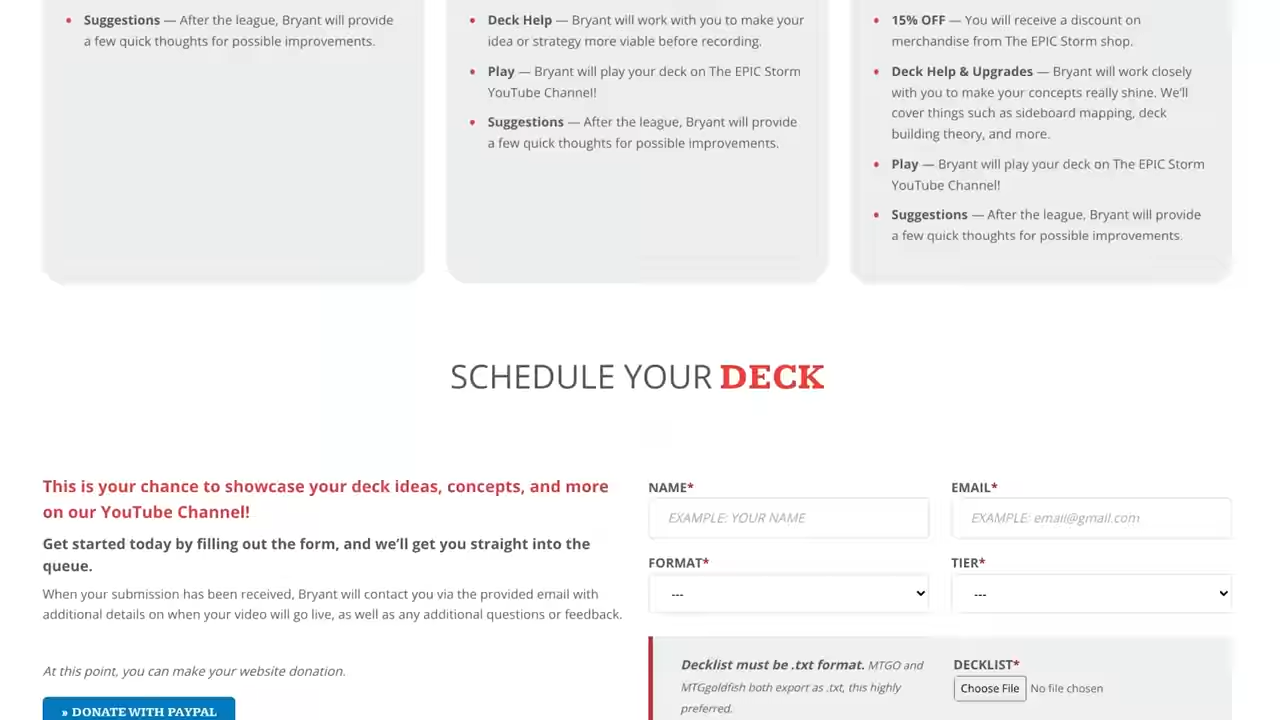 • Suggestions — After the league, Bryant will provide
a few quick thoughts for possible improvements.
• Deck Help — Bryant will work with you to make your
idea or strategy more viable before recording.
• Play — Bryant will play your deck on The EPIC Storm
YouTube Channel!
• Suggestions — After the league, Bryant will provide
a few quick thoughts for possible improvements.
• 15% OFF — You will receive a discount on
merchandise from The EPIC Storm shop.
• Deck Help & Upgrades — Bryant will work closely
with you to make your concepts really shine. We'll
cover things such as sideboard mapping, deck
building theory, and more.
• Play — Bryant will play your deck on The EPIC Storm
YouTube Channel!
• Suggestions — After the league, Bryant will provide
a few quick thoughts for possible improvements.
SCHEDULE YOUR DECK
This is your chance to showcase your deck ideas, concepts, and more
on our YouTube Channel!
Get started today by filling out the form, and we'll get you straight into the
queue.
When your submission has been received, Bryant will contact you via the provided email with
additional details on when your video will go live, as well as any additional questions or feedback.
At this point, you can make your website donation.
» DONATE WITH PAYPAL
NAME*
EXAMPLE: YOUR NAME
EMAIL*
EXAMPLE: email@gmail.com
FORMAT*
---
TIER*
---
Decklist must be .txt format. MTGO and
MTGgoldfish both export as .txt, this highly
preferred.
DECKLIST*
Choose File No file chosen